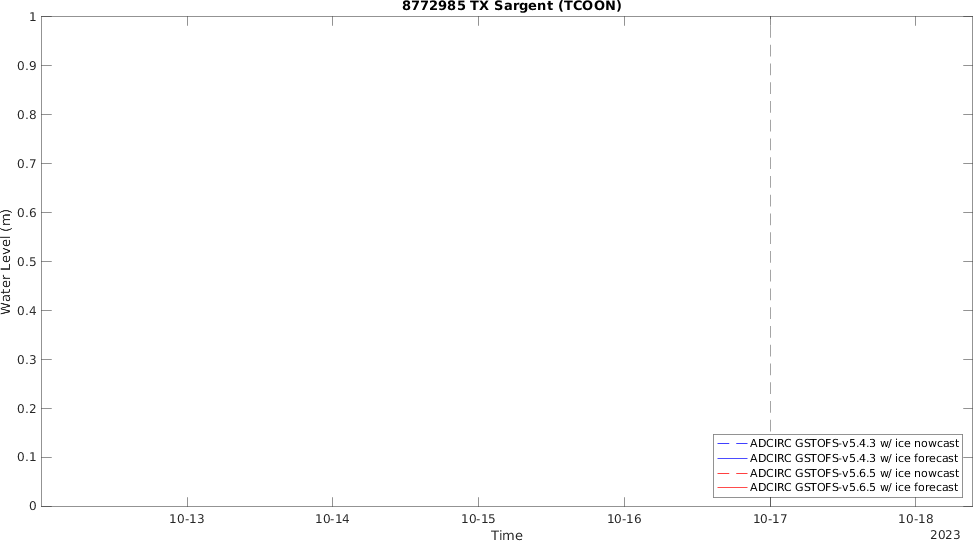 8772985 TX Sargent (TCOON)
1
0.9
0.8
0.7
0.6
0.5
0.4
0.3
0.2
0.1
0
Water Level (m)
ADCIRC GSTOFS-v5.4.3 w/ ice nowcast
ADCIRC GSTOFS-v5.4.3 w/ ice forecast
ADCIRC GSTOFS-v5.6.5 w/ ice nowcast
ADCIRC GSTOFS-v5.6.5 w/ ice forecast
10-13 10-14 10-15 10-16 10-17 10-18
Time
2023